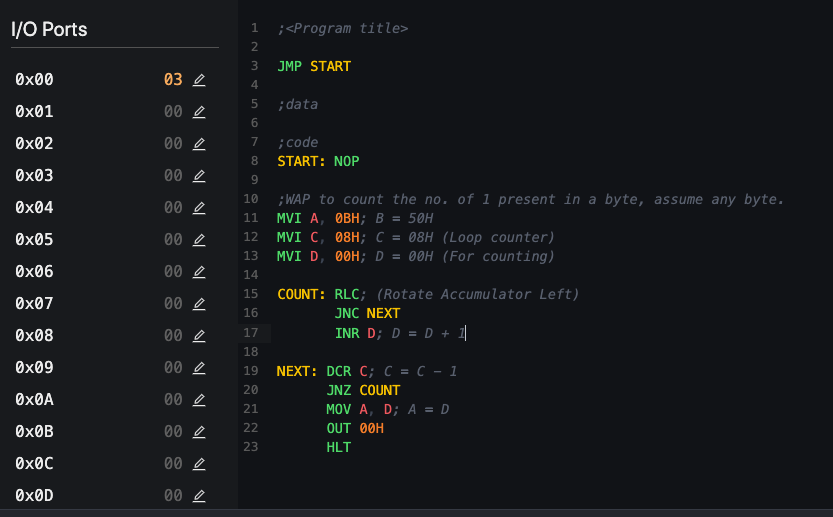 I/O Ports
0x00 03
0x01 00
0x02 00
0x03 00
0x04 00
0x05 00
0x06 00
0x07 00
0x08 00
0x09 00
0x0A 00
0x0B 00
0x0C 00
0x0D 00
1 ;<Program title>
2
3 JMP START
4
5 ;data
6
7 ;code
8 START: NOP
9
10 ;WAP to count the no. of 1 present in a byte, assume any byte.
11 MVI A, 0BH; B = 50H
12 MVI C, 08H; C = 08H (Loop counter)
13 MVI D, 00H; D = 00H (For counting)
14
15 COUNT: RLC; (Rotate Accumulator Left)
16 JNC NEXT
17 INR D; D = D + 1
18
19 NEXT: DCR C; C = C - 1
20 JNZ COUNT
21 MOV A, D; A = D
22 OUT 00H
23 HLT